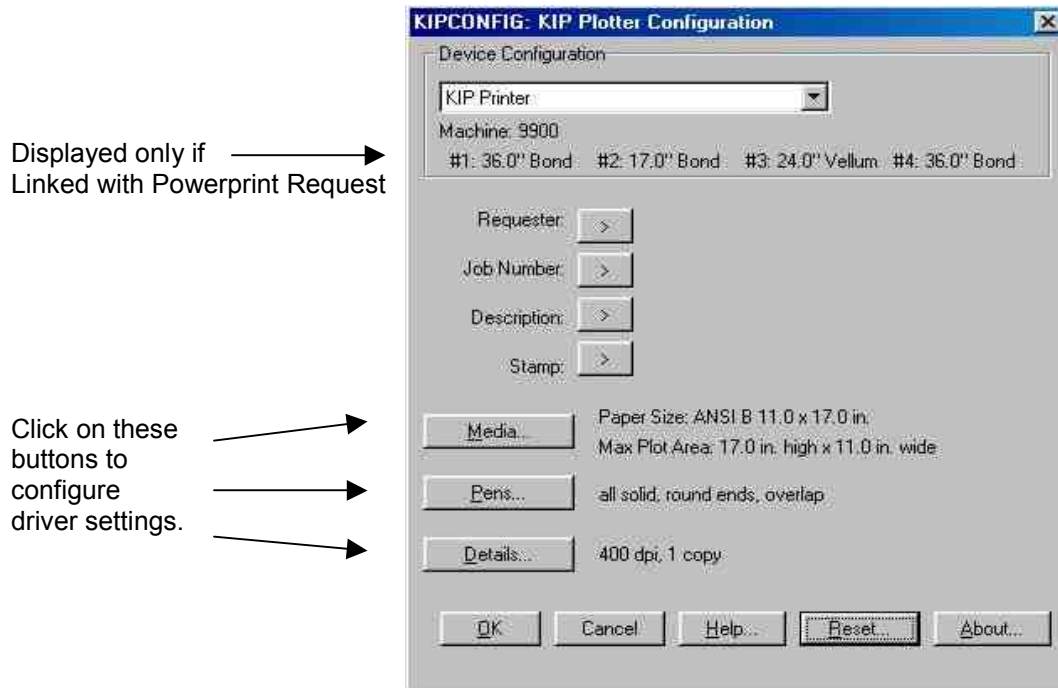 KIPCONFIG: KIP Plotter Configuration
Device Configuration
KIP Printer
Machine: 9900
#1: 36.0" Bond #2: 17.0" Bond #3: 24.0" Vellum #4: 36.0" Bond
Displayed only if
Linked with Powerprint Request
Requester: >
Job Number: >
Description: >
Stamp: >
Click on these
buttons to
configure
driver settings.
Media... Paper Size: ANSI B 11.0 x 17.0 in.
Max Plot Area: 17.0 in. high x 11.0 in. wide
Pens... all solid, round ends, overlap
Details... 400 dpi, 1 copy
OK Cancel Help... Reset... About...